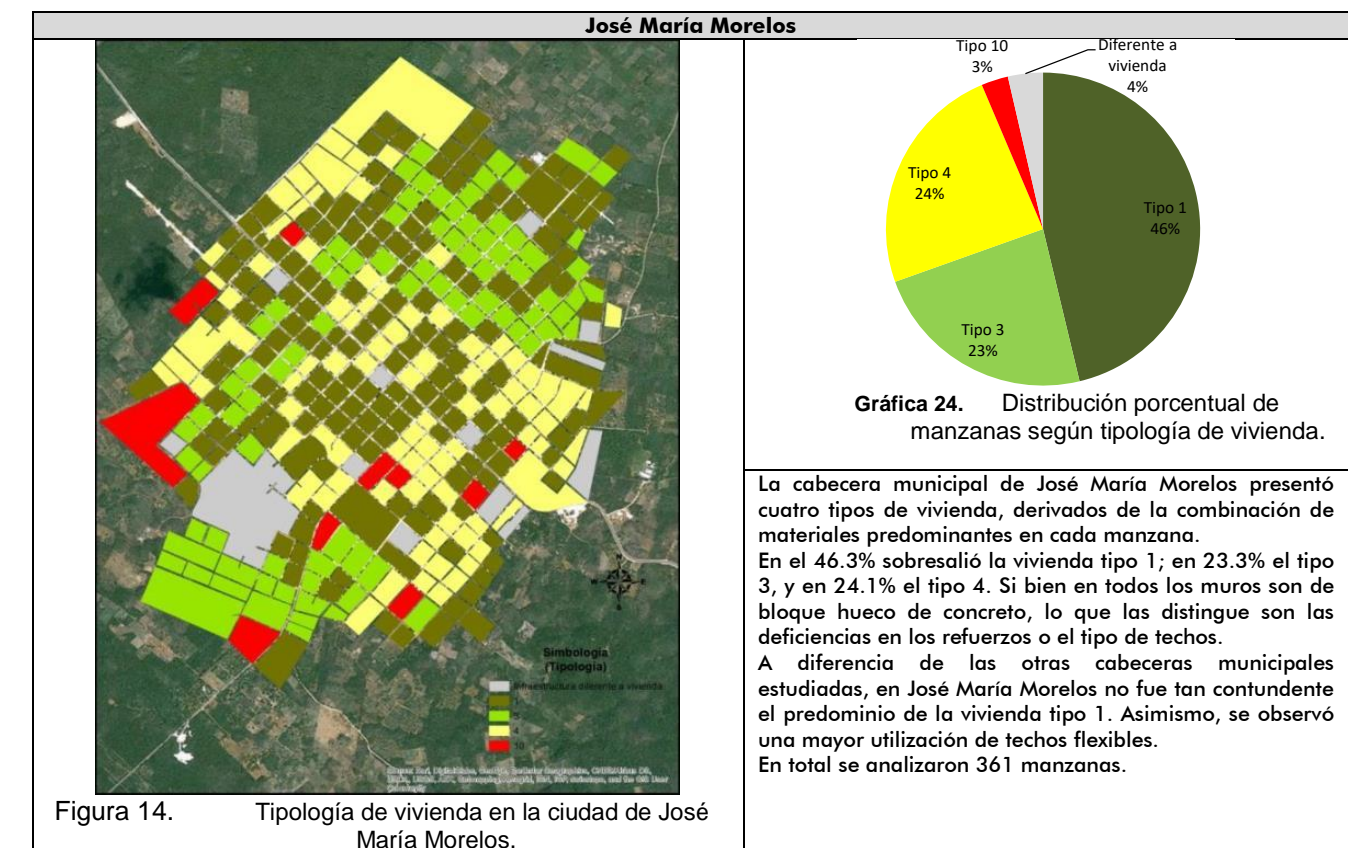 José María Morelos
Simbología
(Tipología)
Infraestructura diferente a vivienda
1
3
4
10
Figura 14. Tipología de vivienda en la ciudad de José
María Morelos.
Tipo 10
3%
Diferente a
vivienda
4%
Tipo 4
24%
Tipo 1
46%
Tipo 3
23%
Gráfica 24. Distribución porcentual de
manzanas según tipología de vivienda.
La cabecera municipal de José María Morelos presentó
cuatro tipos de vivienda, derivados de la combinación de
materiales predominantes en cada manzana.
En el 46.3% sobresalió la vivienda tipo 1; en 23.3% el tipo
3, y en 24.1% el tipo 4. Si bien en todos los muros son de
bloque hueco de concreto, lo que las distingue son las
deficiencias en los refuerzos o el tipo de techos.
A diferencia de las otras cabeceras municipales
estudiadas, en José María Morelos no fue tan contundente
el predominio de la vivienda tipo 1. Asimismo, se observó
una mayor utilización de techos flexibles.
En total se analizaron 361 manzanas.